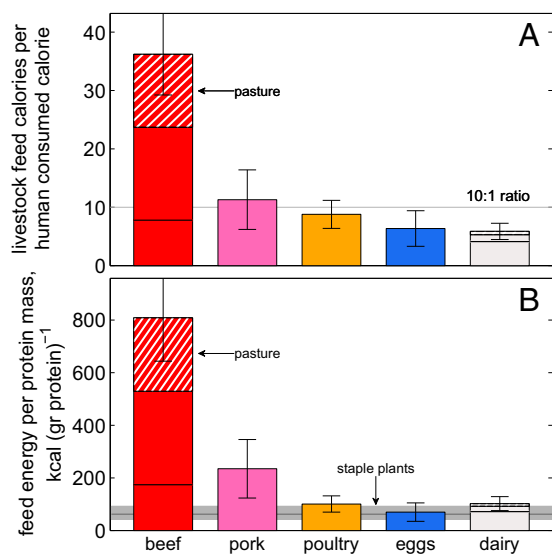 A
livestock feed calories per
human consumed calorie
40
30
20
10
0
pasture
10:1 ratio
B
feed energy per protein mass,
kcal (gr protein)−1
800
600
400
200
0
pasture
staple plants
beef pork poultry eggs dairy